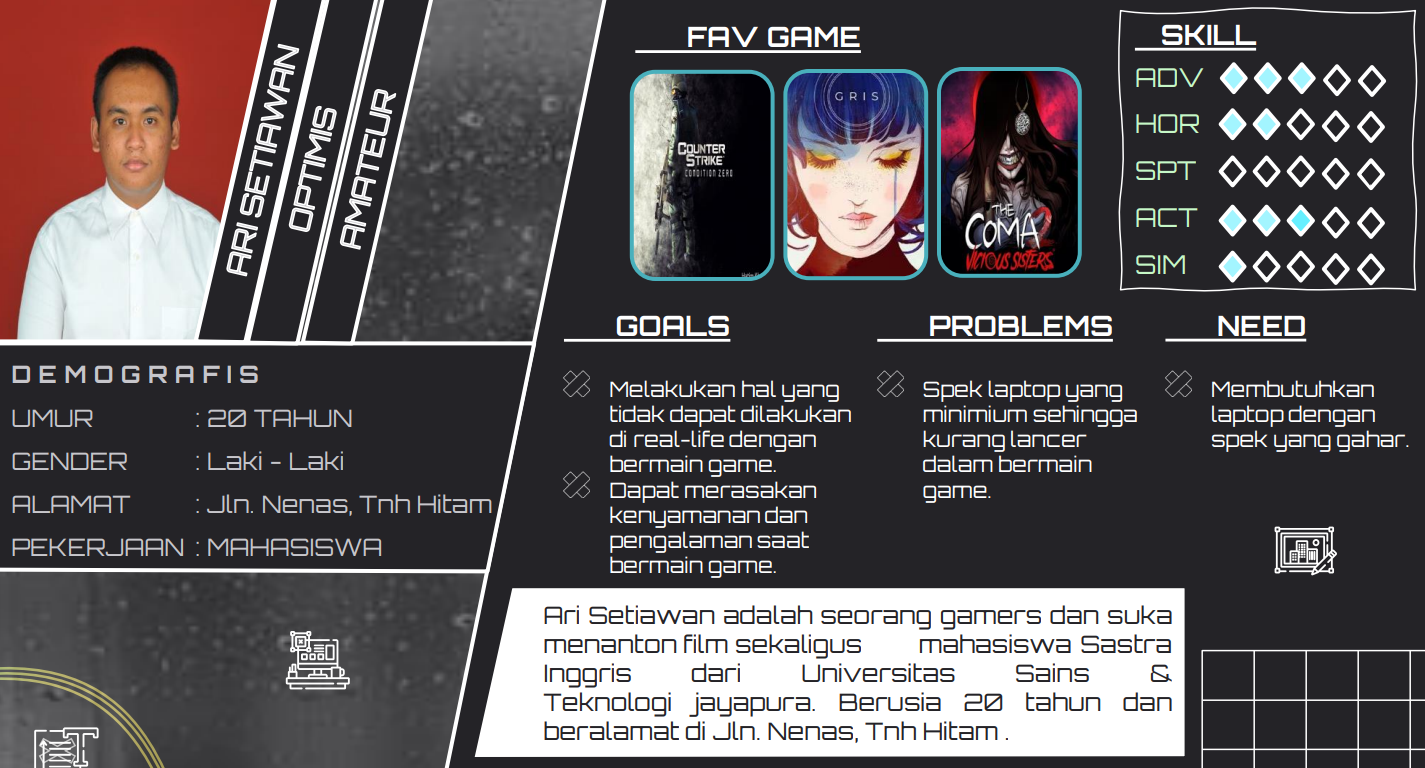 ARI SETIAWAN
OPTIMIS
AMATEUR
DEMOGRAFIS
UMUR : 20 TAHUN
GENDER : Laki - Laki
ALAMAT : Jln. Nenas, Tnh Hitam
PEKERJAAN : MAHASISWA
FAV GAME
COUNTER
STRIKE
CONDITION ZERO
GRIS
THE
COMA 2
VICIOUS SISTERS
SKILL
ADV
HOR
SPT
ACT
SIM
GOALS
Melakukan hal yang
tidak dapat dilakukan
di real-life dengan
bermain game.
Dapat merasakan
kenyamanan dan
pengalaman saat
bermain game.
PROBLEMS
Spek laptop yang
minimium sehingga
kurang lancer
dalam bermain
game.
NEED
Membutuhkan
laptop dengan
spek yang gahar.
Ari Setiawan adalah seorang gamers dan suka
menanton film sekaligus mahasiswa Sastra
Inggris dari Universitas Sains &
Teknologi jayapura. Berusia 20 tahun dan
beralamat di Jln. Nenas, Tnh Hitam .